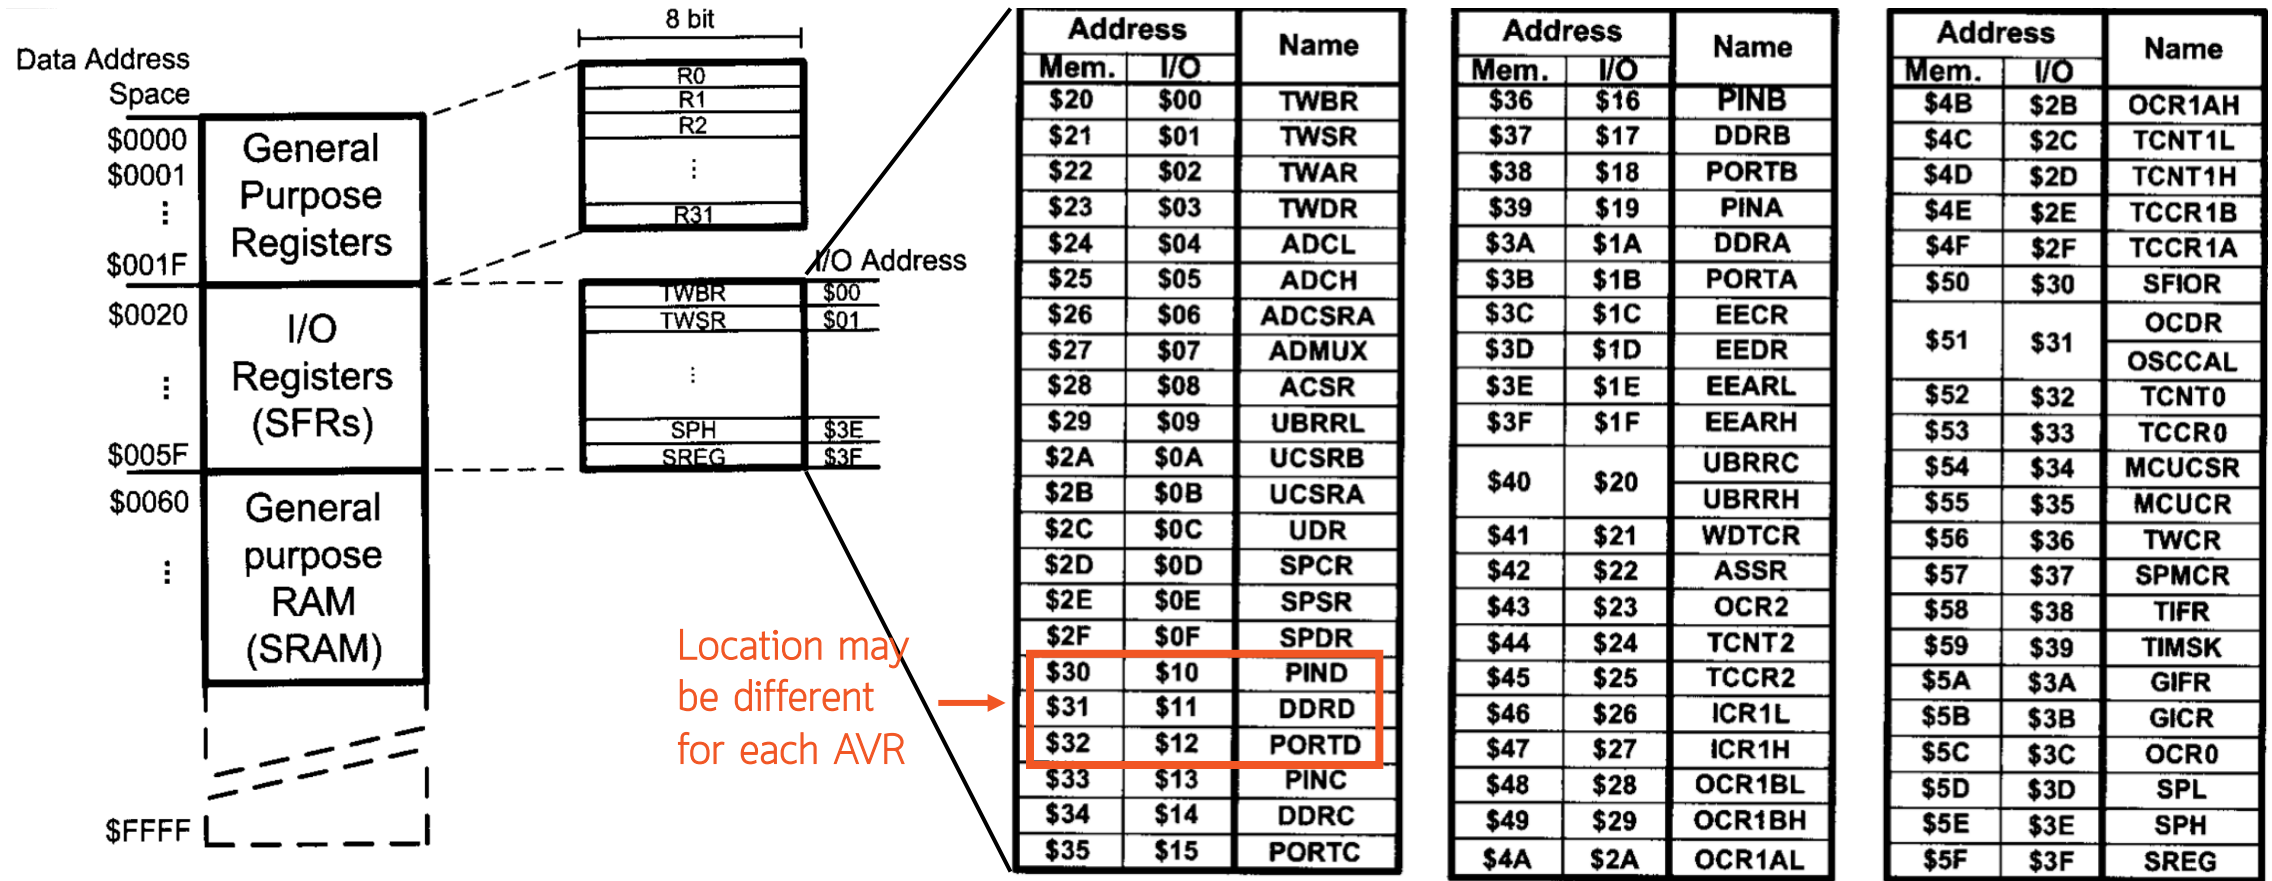 Data Address
Space
$0000
$0001
⋮
$001F
$0020
⋮
$005F
$0060
⋮
$FFFF
General
Purpose
Registers
I/O
Registers
(SFRs)
General
purpose
RAM
(SRAM)
8 bit
R0
R1
R2
⋮
R31
I/O Address
TWBR $00
TWSR $01
⋮
SPH $3E
SREG $3F
Location may
be different
for each AVR
Address Name
Mem. I/O
$20 $00 TWBR
$21 $01 TWSR
$22 $02 TWAR
$23 $03 TWDR
$24 $04 ADCL
$25 $05 ADCH
$26 $06 ADCSRA
$27 $07 ADMUX
$28 $08 ACSR
$29 $09 UBRRL
$2A $0A UCSRB
$2B $0B UCSRA
$2C $0C UDR
$2D $0D SPCR
$2E $0E SPSR
$2F $0F SPDR
$30 $10 PIND
$31 $11 DDRD
$32 $12 PORTD
$33 $13 PINC
$34 $14 DDRC
$35 $15 PORTC
Address Name
Mem. I/O
$36 $16 PINB
$37 $17 DDRB
$38 $18 PORTB
$39 $19 PINA
$3A $1A DDRA
$3B $1B PORTA
$3C $1C EECR
$3D $1D EEDR
$3E $1E EEARL
$3F $1F EEARH
$40 $20 UBRRC
UBRRH
$41 $21 WDTCR
$42 $22 ASSR
$43 $23 OCR2
$44 $24 TCNT2
$45 $25 TCCR2
$46 $26 ICR1L
$47 $27 ICR1H
$48 $28 OCR1BL
$49 $29 OCR1BH
$4A $2A OCR1AL
Address Name
Mem. I/O
$4B $2B OCR1AH
$4C $2C TCNT1L
$4D $2D TCNT1H
$4E $2E TCCR1B
$4F $2F TCCR1A
$50 $30 SFIOR
$51 $31 OCDR
OSCCAL
$52 $32 TCNT0
$53 $33 TCCR0
$54 $34 MCUCSR
$55 $35 MCUCR
$56 $36 TWCR
$57 $37 SPMCR
$58 $38 TIFR
$59 $39 TIMSK
$5A $3A GIFR
$5B $3B GICR
$5C $3C OCR0
$5D $3D SPL
$5E $3E SPH
$5F $3F SREG